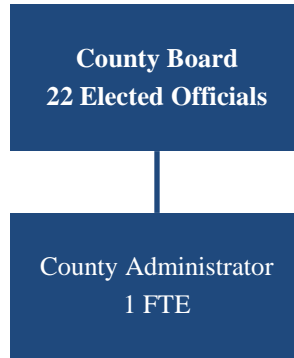 County Board
22 Elected Officials
County Administrator
1 FTE